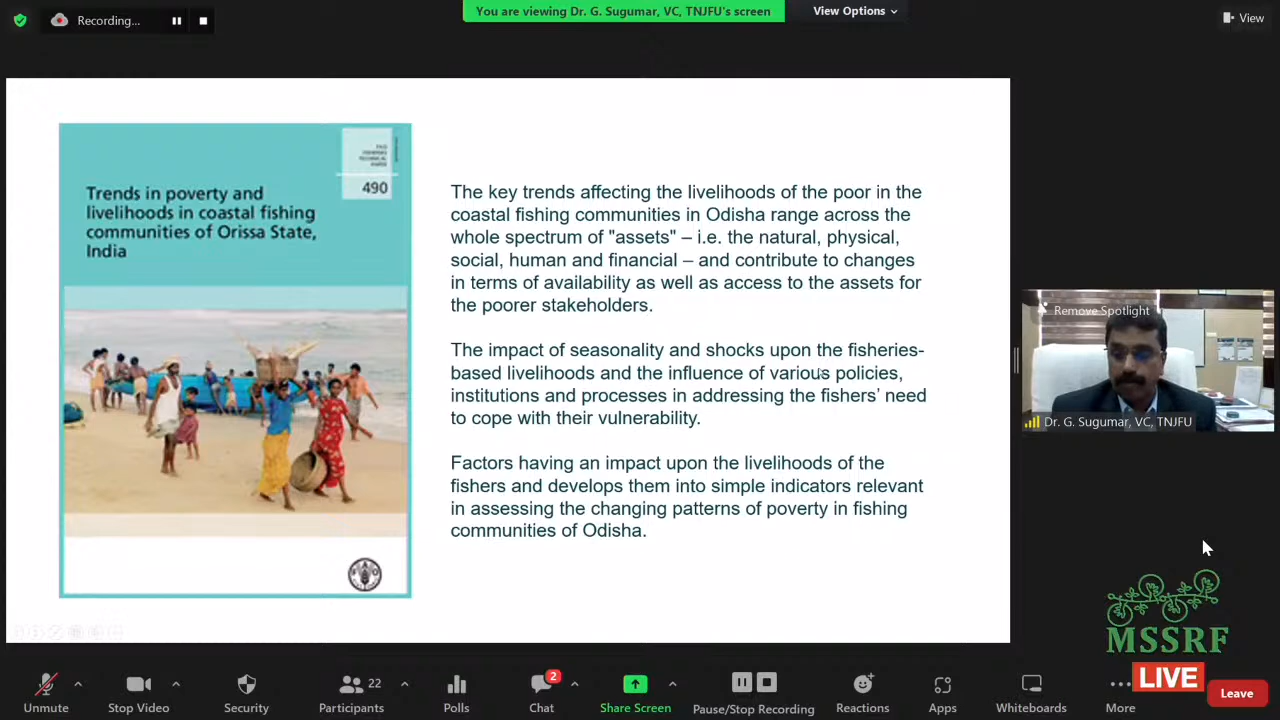 Recording...
You are viewing Dr. G. Sugumar, VC, TNJFU's screen
View Options
View
FAO
FISHERIES
TECHNICAL
PAPER
490
Trends in poverty and
livelihoods in coastal fishing
communities of Orissa State,
India
The key trends affecting the livelihoods of the poor in the
coastal fishing communities in Odisha range across the
whole spectrum of "assets" – i.e. the natural, physical,
social, human and financial – and contribute to changes
in terms of availability as well as access to the assets for
the poorer stakeholders.
The impact of seasonality and shocks upon the fisheries-
based livelihoods and the influence of various policies,
institutions and processes in addressing the fishers' need
to cope with their vulnerability.
Factors having an impact upon the livelihoods of the
fishers and develops them into simple indicators relevant
in assessing the changing patterns of poverty in fishing
communities of Odisha.
Remove Spotlight
Dr. G. Sugumar, VC, TNJFU
MSSRF
LIVE
Unmute
Stop Video
Security
22
Participants
Polls
2
Chat
Share Screen
Pause/Stop Recording
Reactions
Apps
Whiteboards
More
Leave